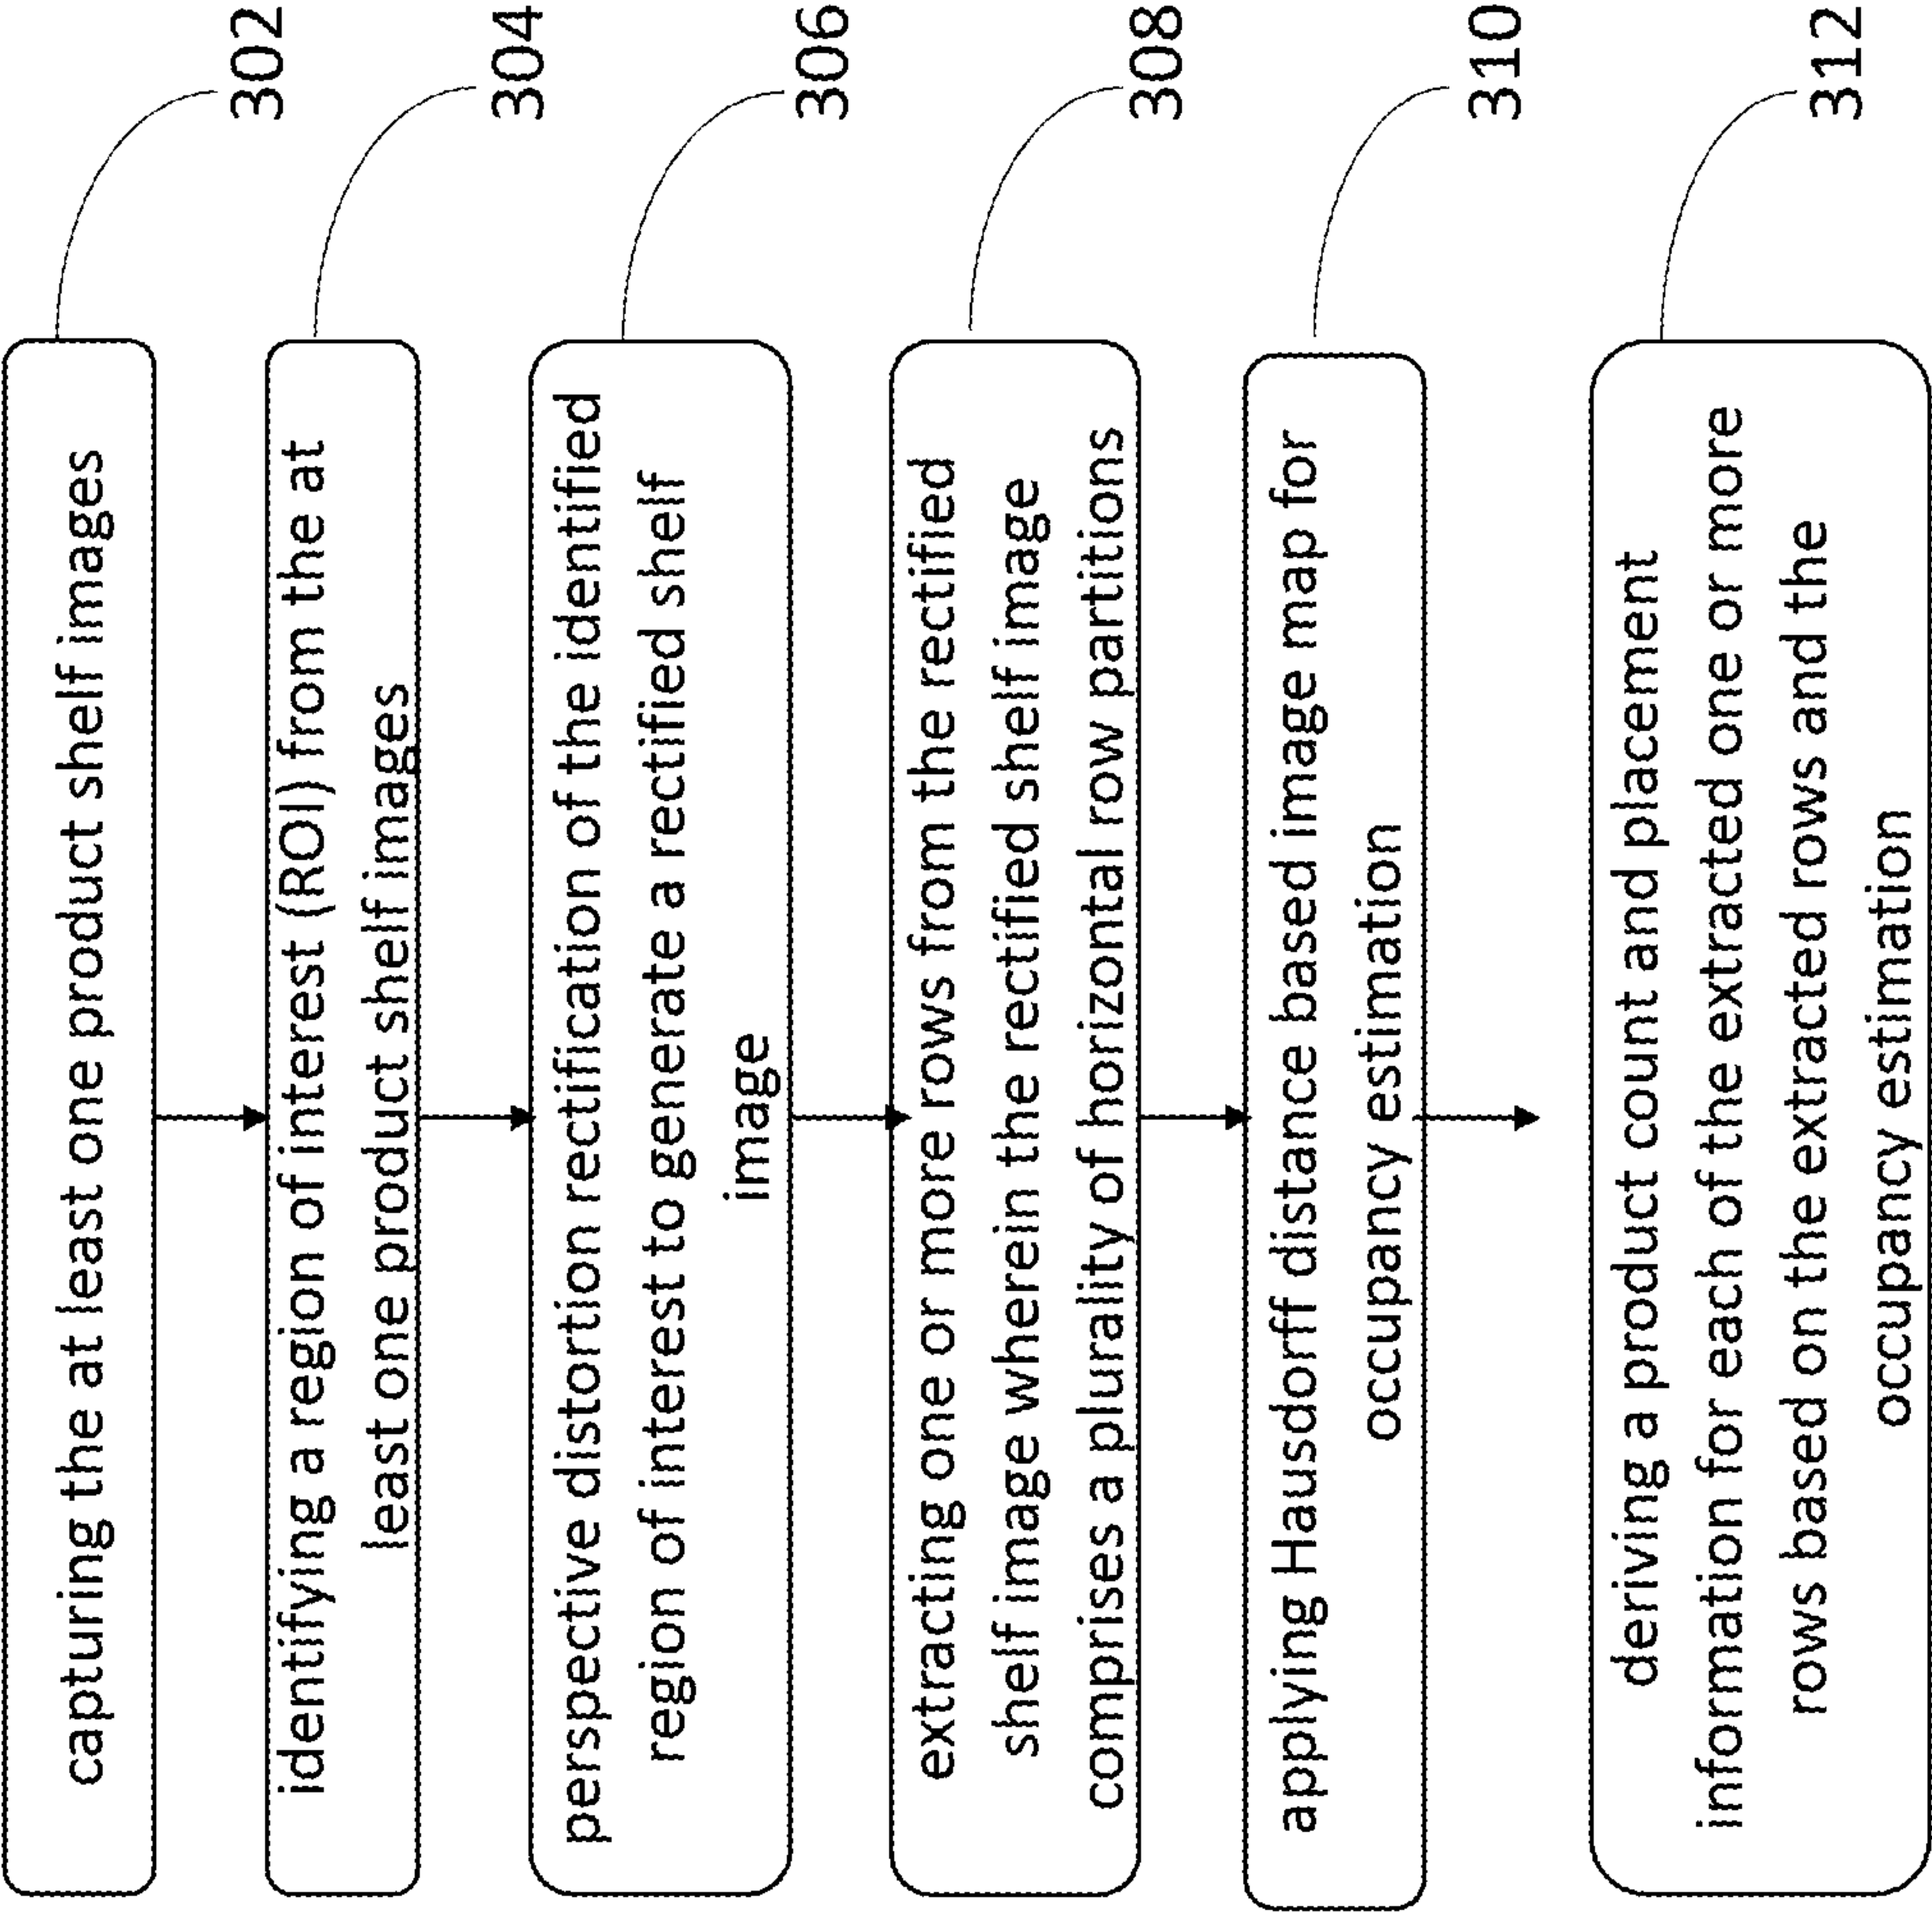 capturing the at least one product shelf images
302
identifying a region of interest (ROI) from the at
least one product shelf images
304
perspective distortion rectification of the identified
region of interest to generate a rectified shelf
image
306
extracting one or more rows from the rectified
shelf image wherein the rectified shelf image
comprises a plurality of horizontal row partitions
308
applying Hausdorff distance based image map for
occupancy estimation
310
deriving a product count and placement
information for each of the extracted one or more
rows based on the extracted rows and the
occupancy estimation
312